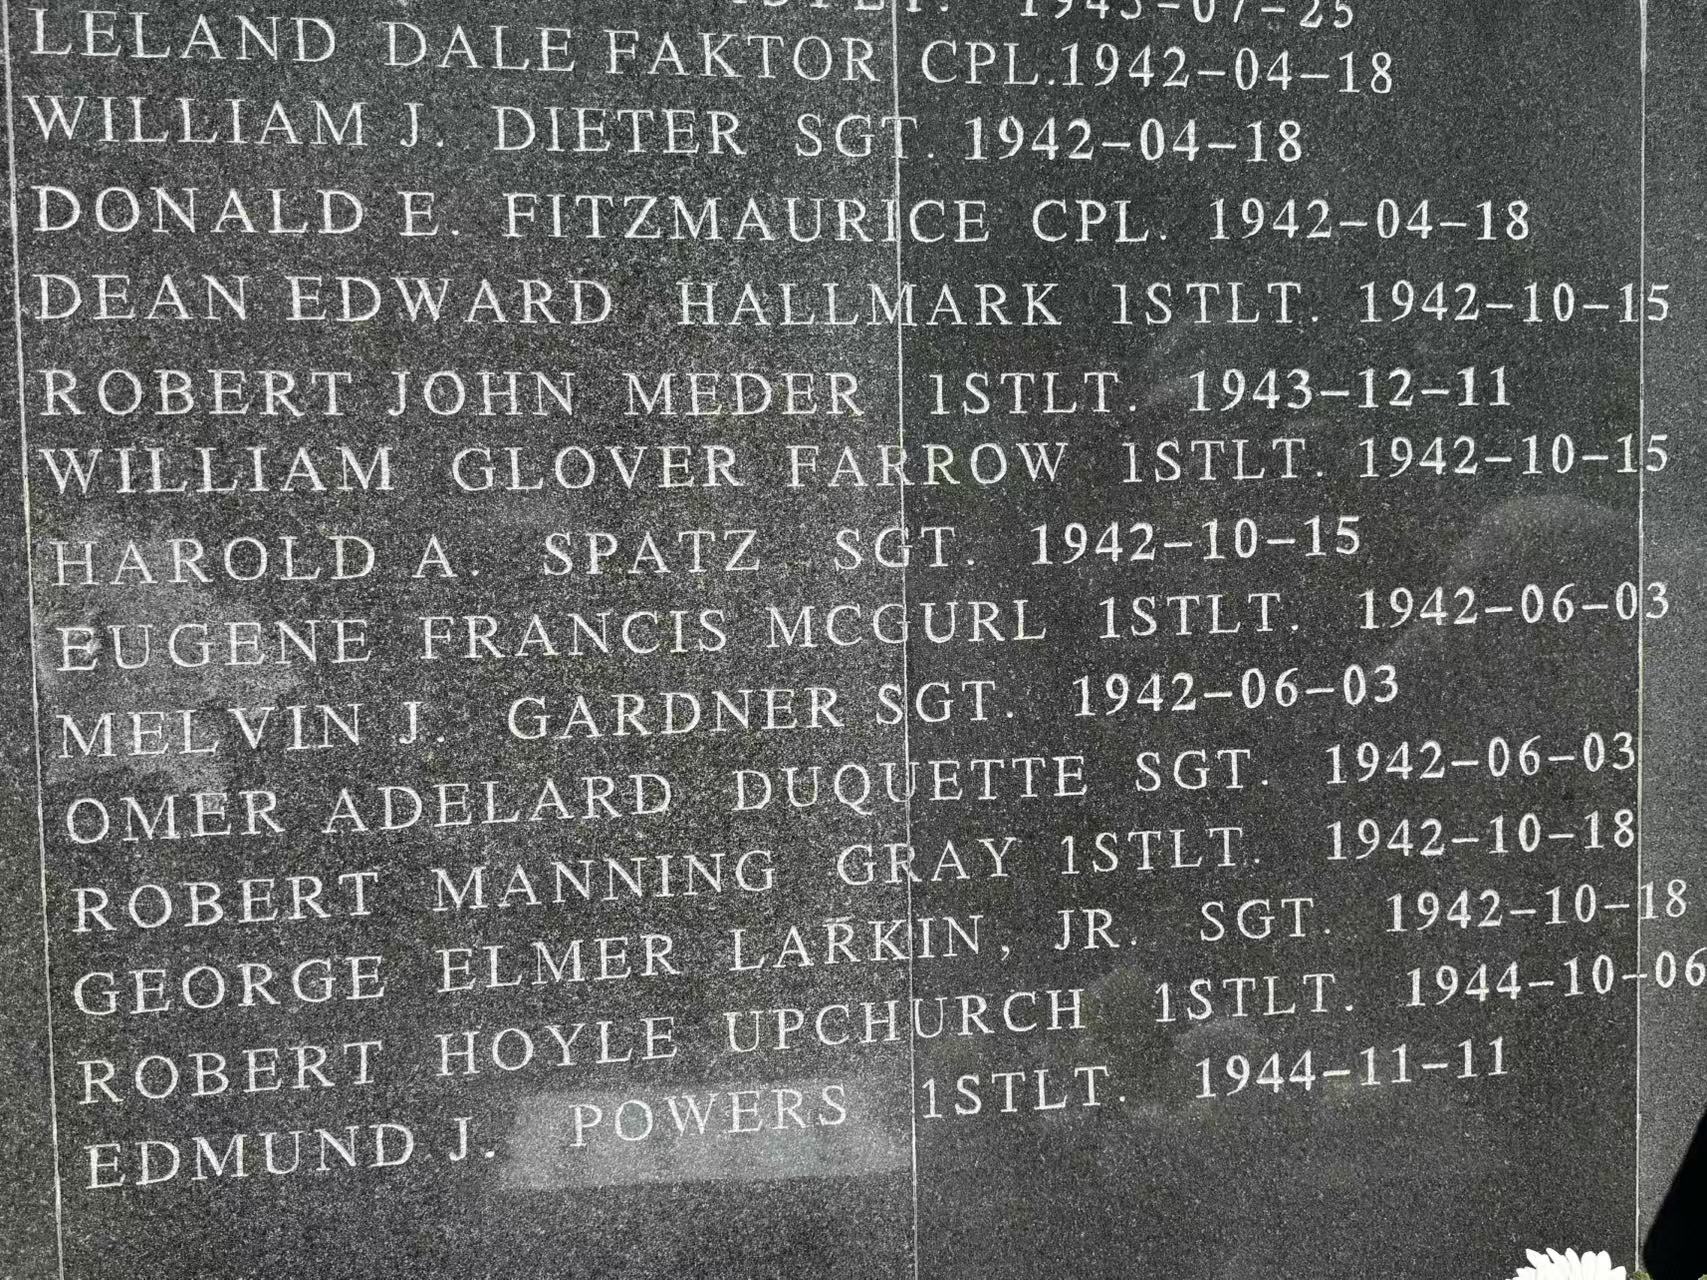 1STLT. 1943-07-25
LELAND DALE FAKTOR CPL.1942-04-18
WILLIAM J. DIETER SGT. 1942-04-18
DONALD E. FITZMAURICE CPL. 1942-04-18
DEAN EDWARD HALLMARK 1STLT. 1942-10-15
ROBERT JOHN MEDER 1STLT. 1943-12-11
WILLIAM GLOVER FARROW 1STLT. 1942-10-15
HAROLD A. SPATZ SGT. 1942-10-15
EUGENE FRANCIS MCGURL 1STLT. 1942-06-03
MELVIN J. GARDNER SGT. 1942-06-03
OMER ADELARD DUQUETTE SGT. 1942-06-03
ROBERT MANNING GRAY 1STLT. 1942-10-18
GEORGE ELMER LARKIN, JR. SGT. 1942-10-18
ROBERT HOYLE UPCHURCH 1STLT. 1944-10-06
EDMUND J. POWERS 1STLT. 1944-11-11